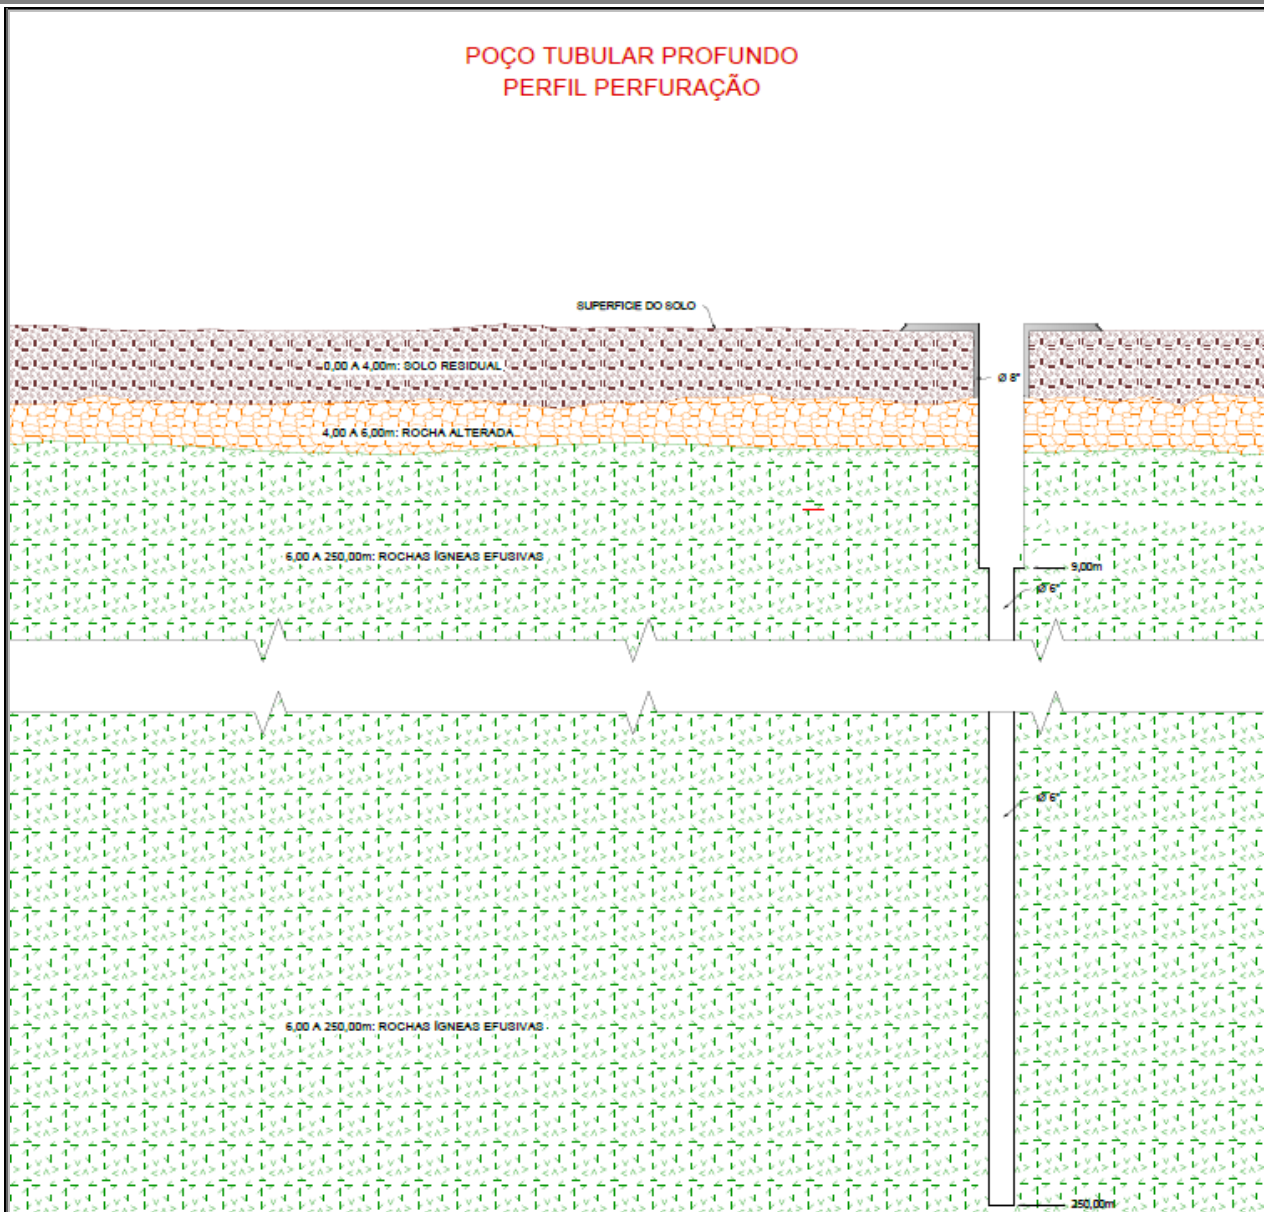 POÇO TUBULAR PROFUNDO
PERFIL PERFURAÇÃO
SUPERFICIE DO SOLO
0,00 A 4,00m: SOLO RESIDUAL
Ø 8"
4,00 A 6,00m: ROCHA ALTERADA
6,00 A 250,00m: ROCHAS ÍGNEAS EFUSIVAS
9,00m
Ø 6"
Ø 6"
6,00 A 250,00m: ROCHAS ÍGNEAS EFUSIVAS
250,00m